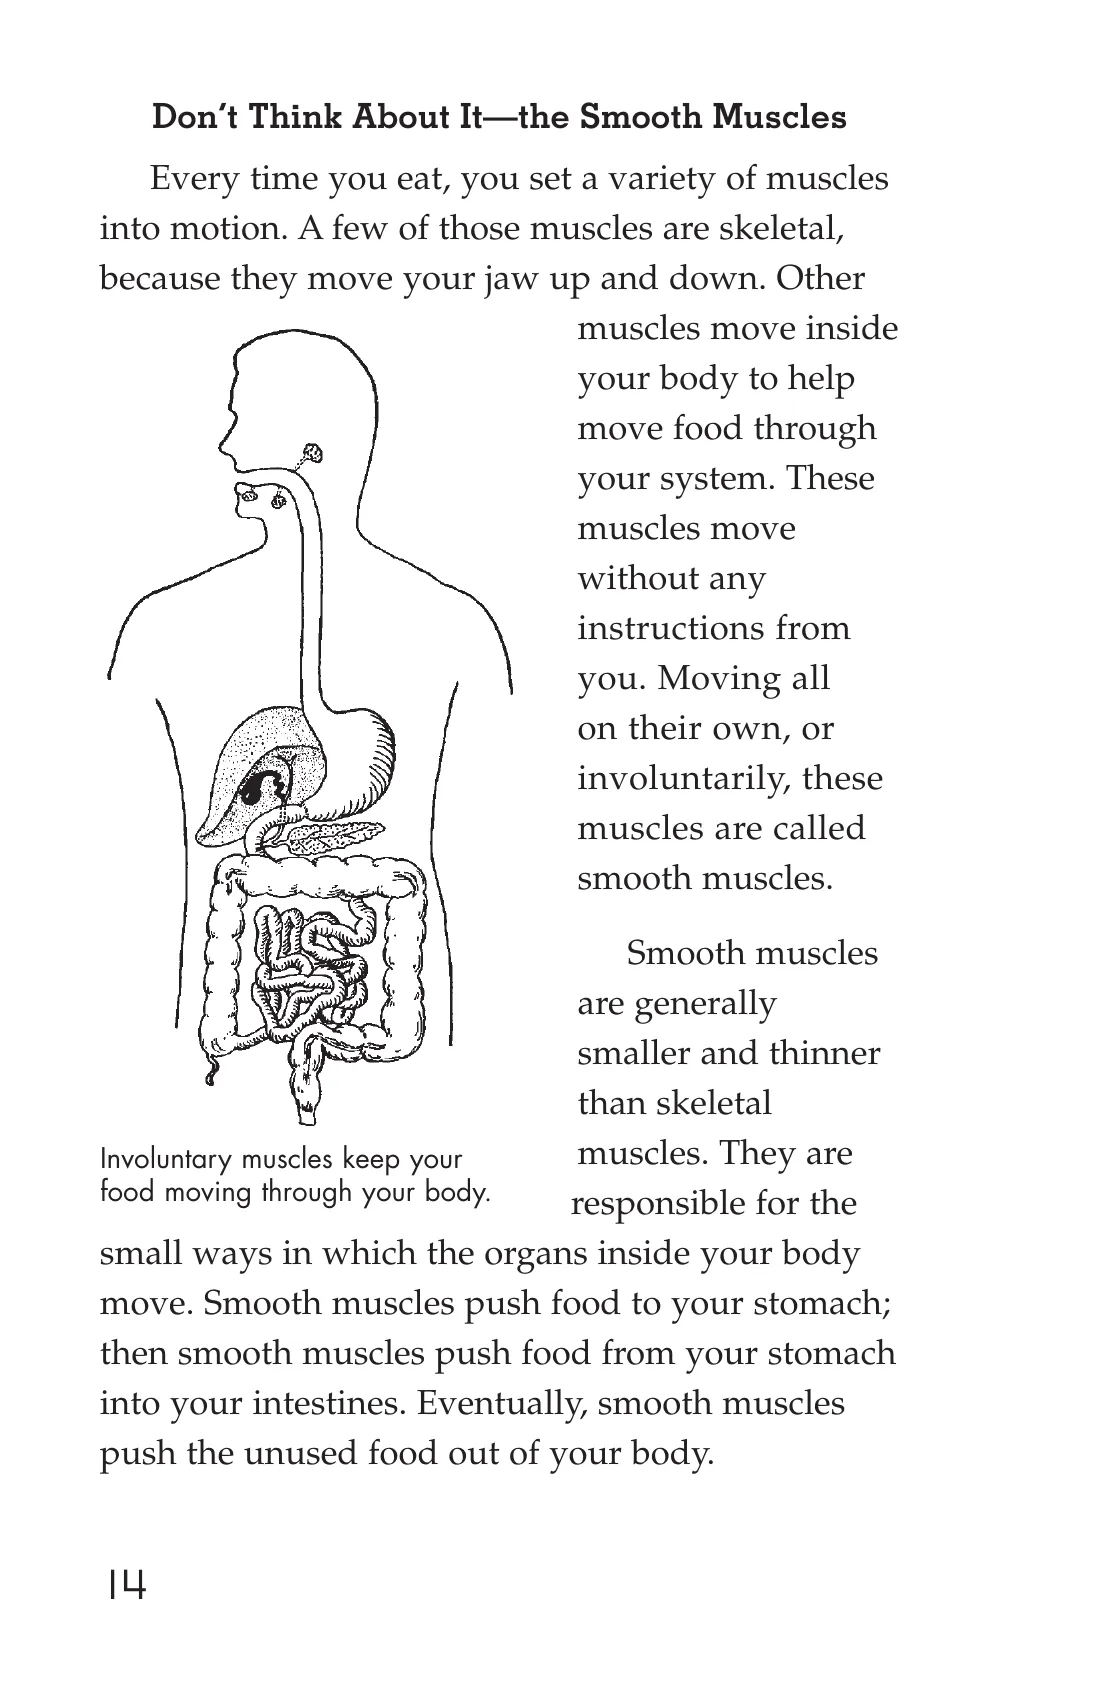 Don't Think About It—the Smooth Muscles
Every time you eat, you set a variety of muscles
into motion. A few of those muscles are skeletal,
because they move your jaw up and down. Other
muscles move inside
your body to help
move food through
your system. These
muscles move
without any
instructions from
you. Moving all
on their own, or
involuntarily, these
muscles are called
smooth muscles.
Smooth muscles
are generally
smaller and thinner
than skeletal
muscles. They are
responsible for the
small ways in which the organs inside your body
move. Smooth muscles push food to your stomach;
then smooth muscles push food from your stomach
into your intestines. Eventually, smooth muscles
push the unused food out of your body.
Involuntary muscles keep your
food moving through your body.
14